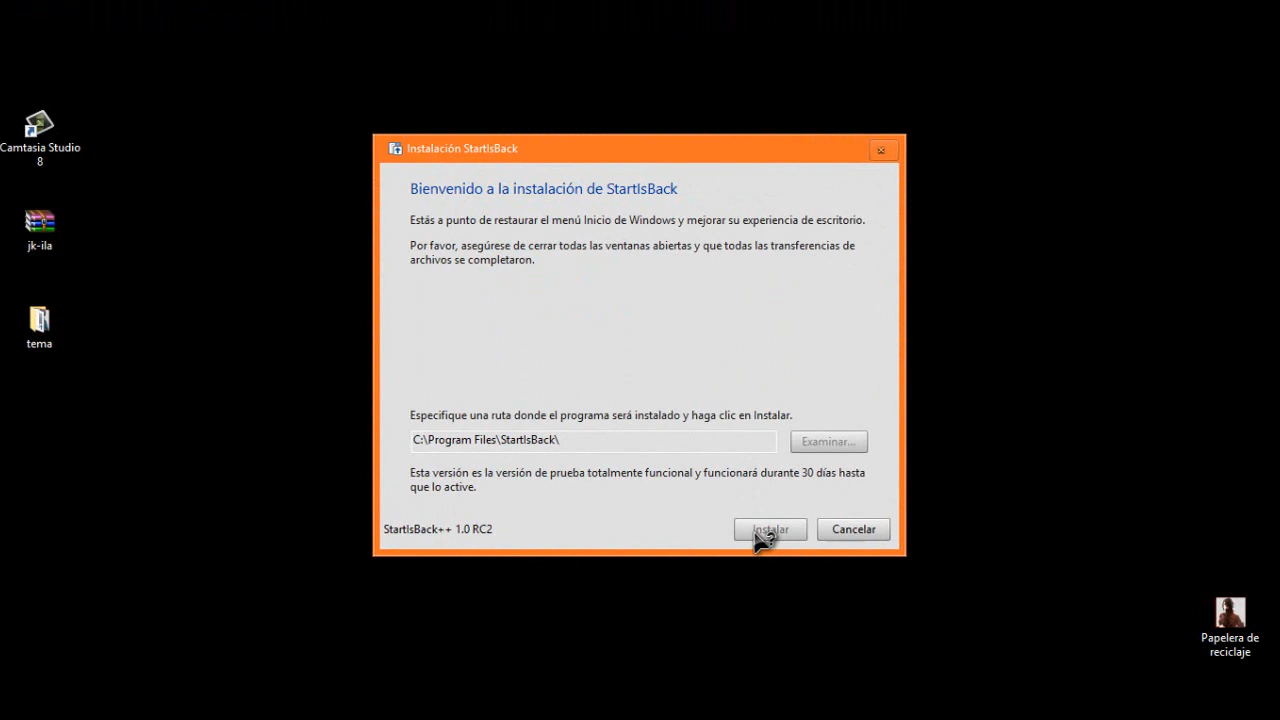 Camtasia Studio
8
jk-ila
tema
Instalación StartIsBack
Bienvenido a la instalación de StartIsBack
Estás a punto de restaurar el menú Inicio de Windows y mejorar su experiencia de escritorio.
Por favor, asegúrese de cerrar todas las ventanas abiertas y que todas las transferencias de
archivos se completaron.
Especifique una ruta donde el programa será instalado y haga clic en Instalar.
C:\Program Files\StartIsBack\
Examinar...
Esta versión es la versión de prueba totalmente funcional y funcionará durante 30 días hasta
que lo active.
StartIsBack++ 1.0 RC2
Instalar
Cancelar
Papelera de
reciclaje